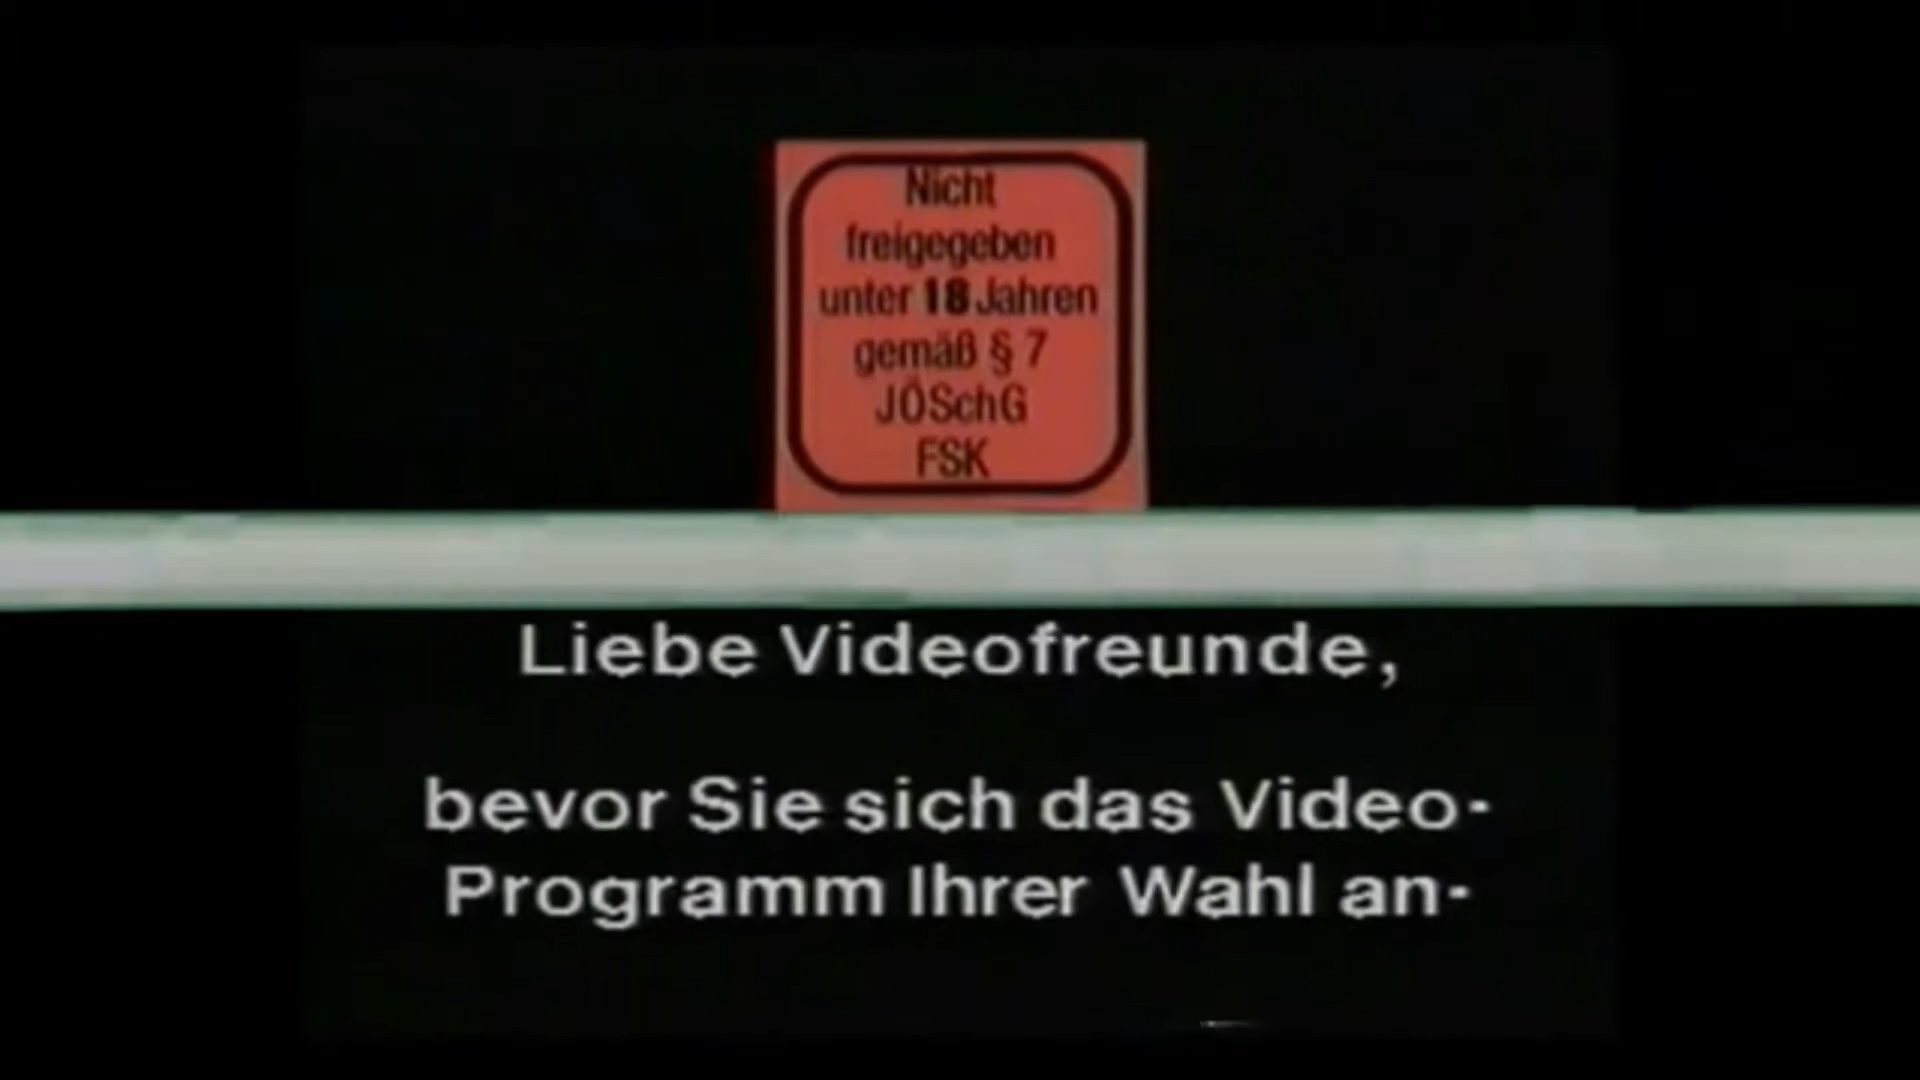 Nicht
freigegeben
unter 18 Jahren
gemäß § 7
JÖSchG
FSK
Liebe Videofreunde,
bevor Sie sich das Video-
Programm Ihrer Wahl an-